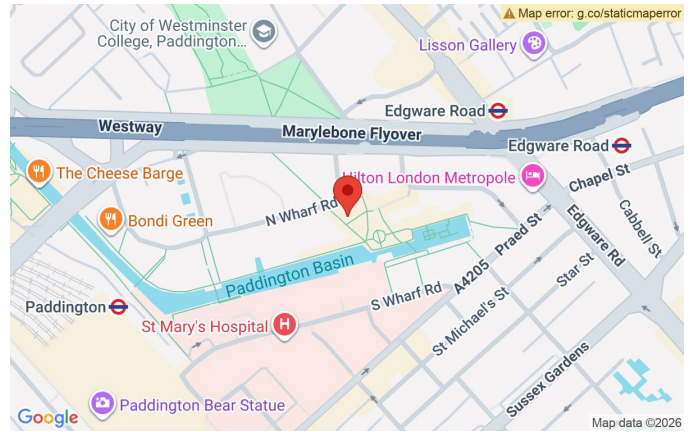 Map error: g.co/staticmaperror
City of Westminster
College, Paddington...
Lisson Gallery
Edgware Road
Westway
Marylebone Flyover
Edgware Road
The Cheese Barge
Hilton London Metropole
Chapel St
Bondi Green
N Wharf Rd
Cabbell St
Edgware Rd
A4205
Praed St
Paddington Basin
Star St
Paddington
S Wharf Rd
St Mary's Hospital
H
St Michael's St
Sussex Gardens
Paddington Bear Statue
Google
Map data ©2026